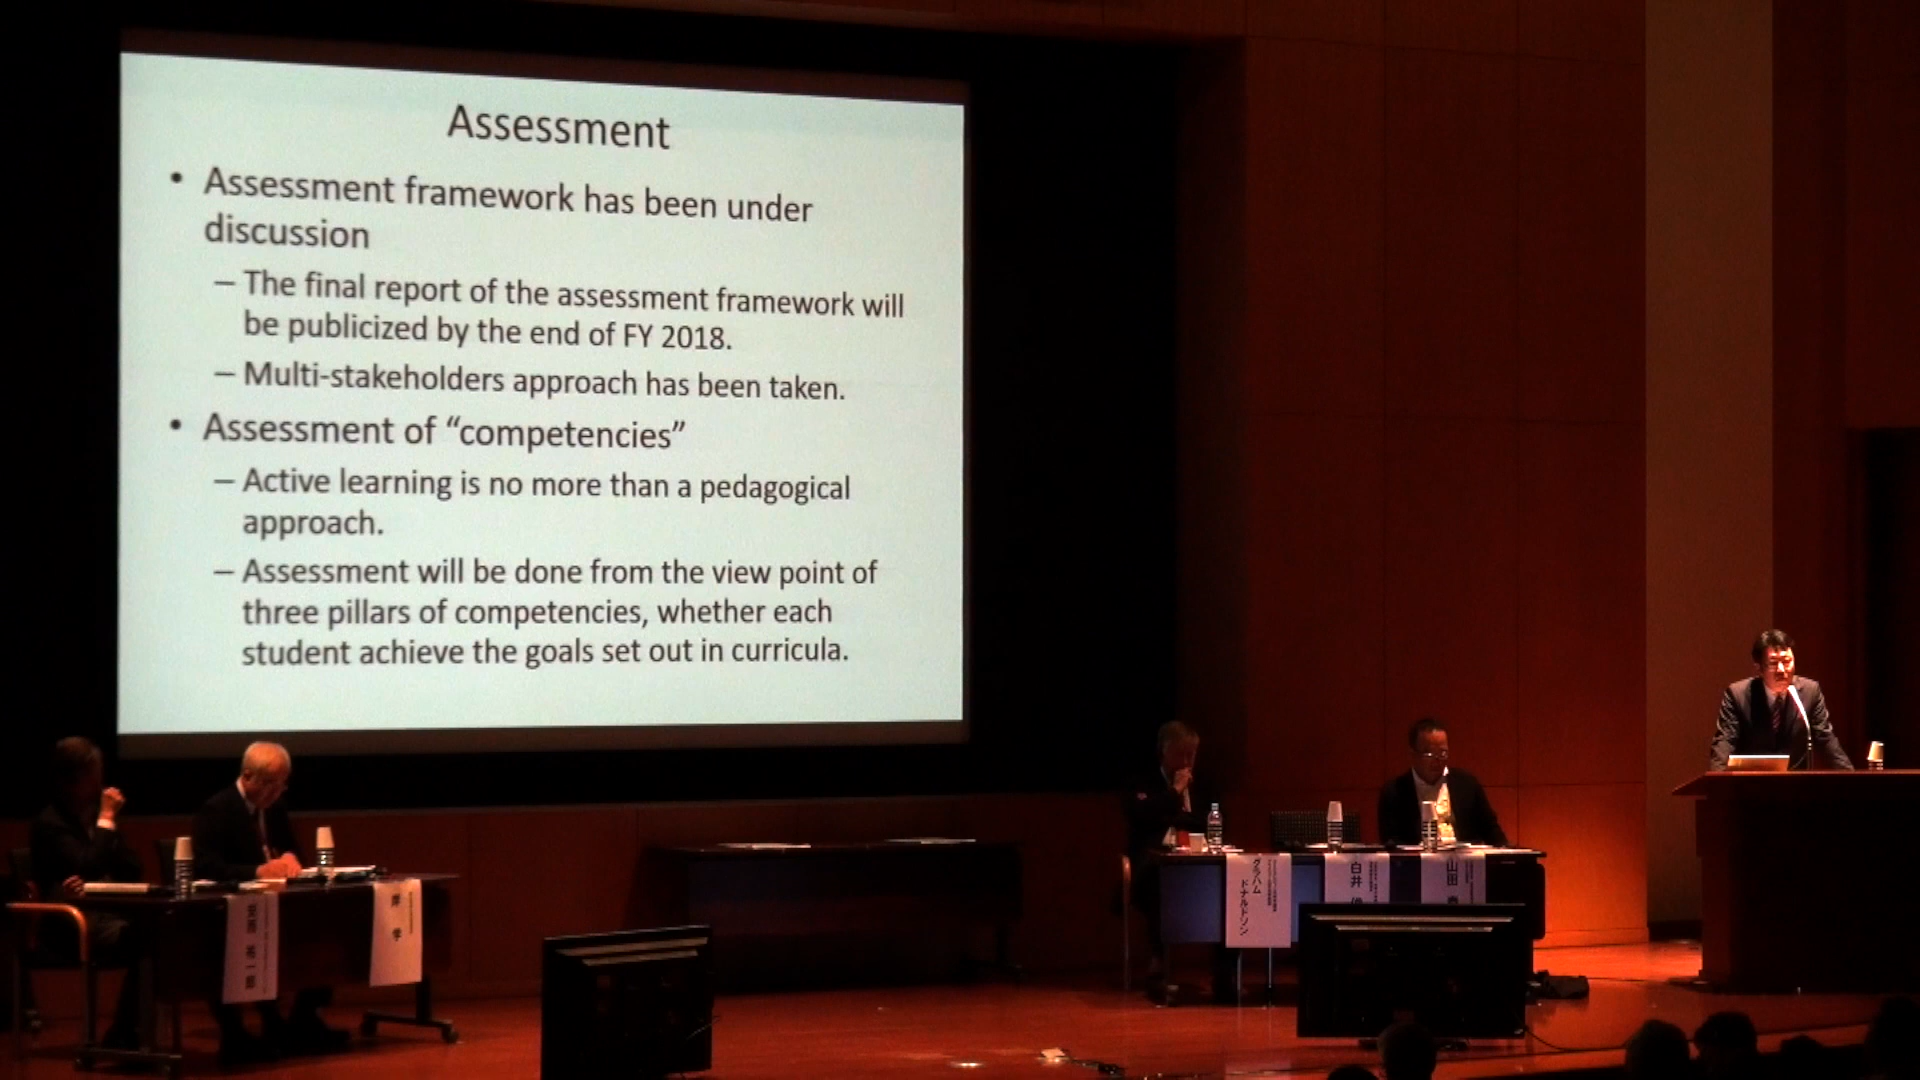 Assessment
• Assessment framework has been under
discussion
– The final report of the assessment framework will
be publicized by the end of FY 2018.
– Multi-stakeholders approach has been taken.
• Assessment of “competencies”
– Active learning is no more than a pedagogical
approach.
– Assessment will be done from the view point of
three pillars of competencies, whether each
student achieve the goals set out in curricula.
岸 学
グラハム
ドナルドソン
白井
山田